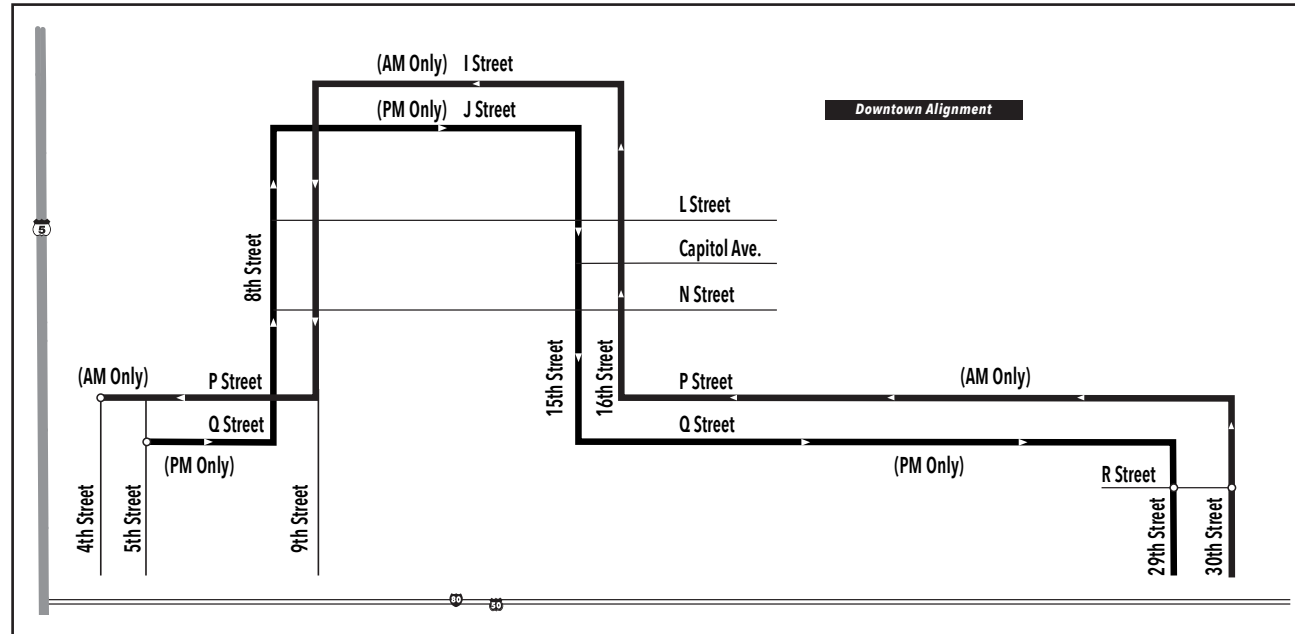 (AM Only) I Street
(PM Only) J Street
Downtown Alignment
L Street
5
Capitol Ave.
8th Street
N Street
15th Street
16th Street
(AM Only)
P Street
P Street
(AM Only)
Q Street
Q Street
(PM Only)
(PM Only)
R Street
4th Street
5th Street
9th Street
29th Street
30th Street
80
50